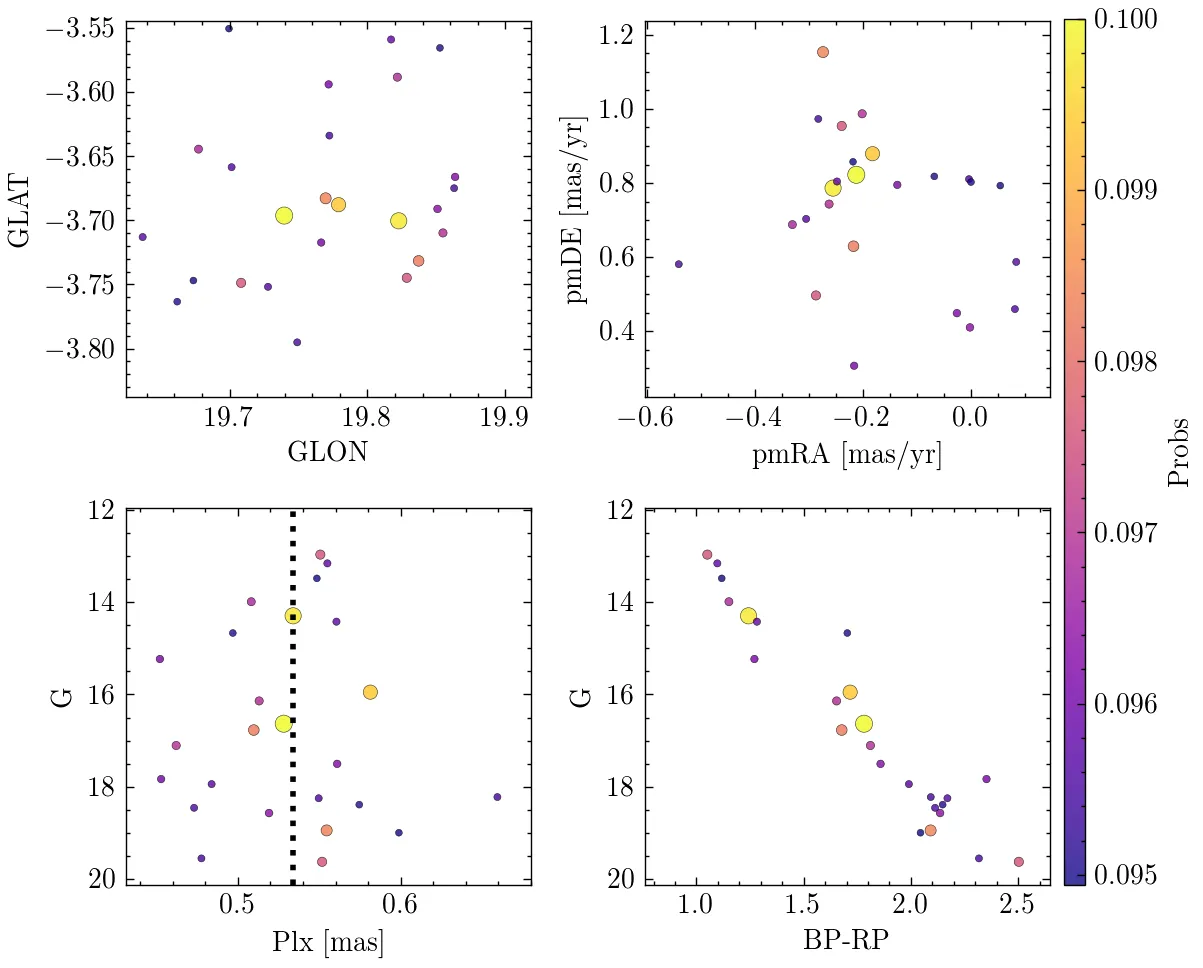 −3.55
−3.60
−3.65
−3.70
−3.75
−3.80
GLAT
19.7 19.8 19.9
GLON
1.2
1.0
0.8
0.6
0.4
pmDE [mas/yr]
−0.6 −0.4 −0.2 0.0
pmRA [mas/yr]
12
14
16
18
20
G
0.5 0.6
Plx [mas]
12
14
16
18
20
G
1.0 1.5 2.0 2.5
BP-RP
0.100
0.099
0.098
0.097
0.096
0.095
Probs